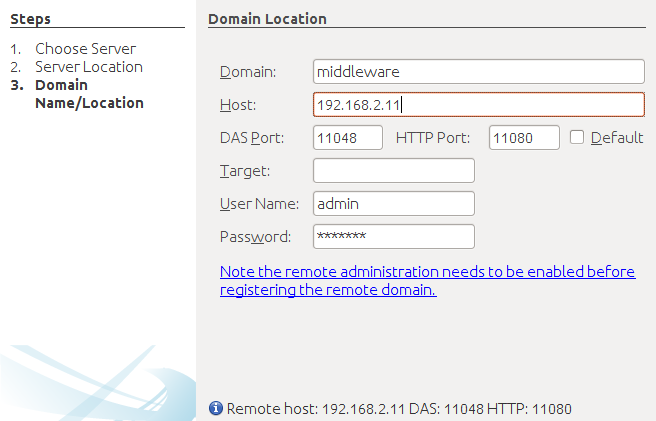 Steps
1. Choose Server
2. Server Location
3. Domain
Name/Location
Domain Location
Domain: middleware
Host: 192.168.2.11
DAS Port: 11048 HTTP Port: 11080 Default
Target:
User Name: admin
Password: *******
Note the remote administration needs to be enabled before
registering the remote domain.
Remote host: 192.168.2.11 DAS: 11048 HTTP: 11080